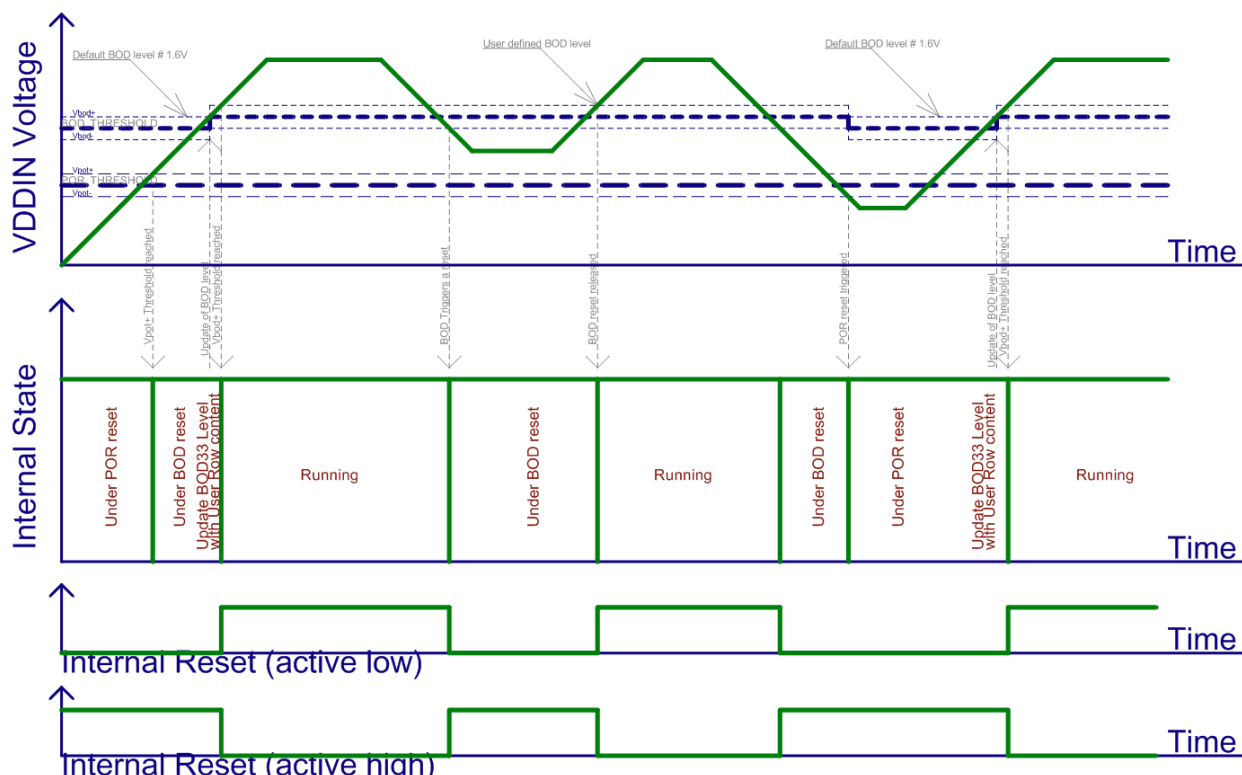 VDDIN Voltage
Default BOD level # 1.6V
User defined BOD level
Default BOD level # 1.6V
Vbod+
BOD THRESHOLD
Vbod-
Vpot+
POR THRESHOLD
Vpot-
Time
Vpot+ Threshold reached
Update of BOD level
Vbod+ Threshold reached
BOD Triggers a reset
BOD reset released
POR reset triggered
Update of BOD level
Vbod+ Threshold reached
Internal State
Under POR reset
Under BOD reset
Update BOD33 Level
with User Row content
Running
Under BOD reset
Running
Under BOD reset
Under POR reset
Update BOD33 Level
with User Row content
Running
Time
Time
Internal Reset (active low)
Time
Internal Reset (active high)